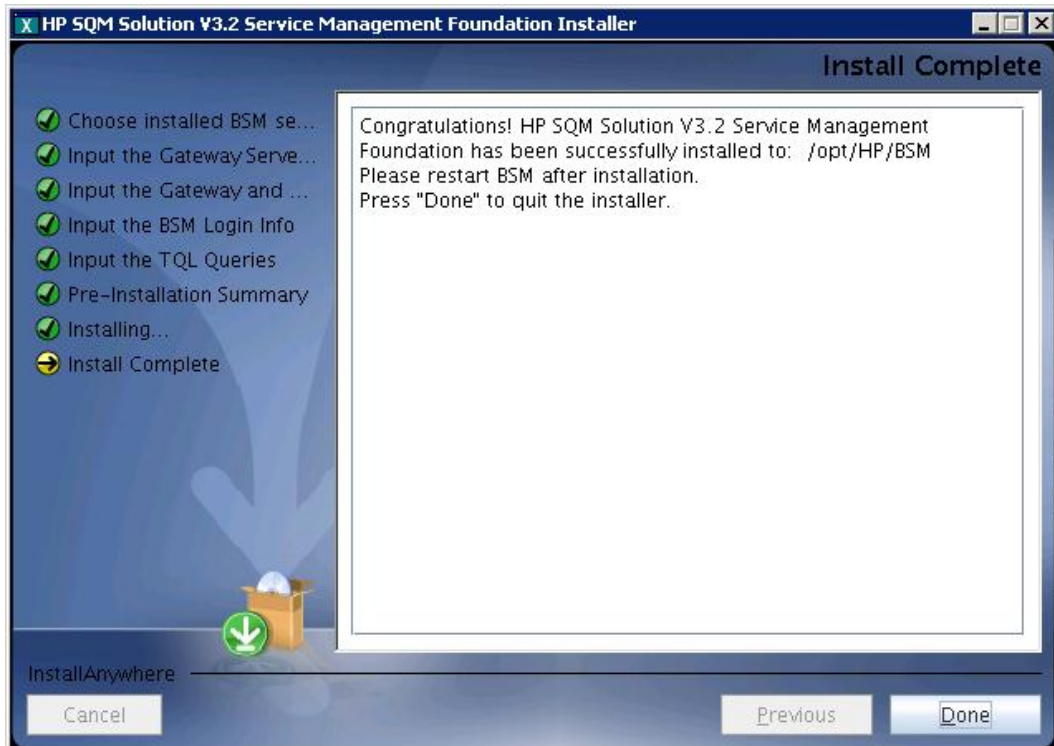 HP SQM Solution V3.2 Service Management Foundation Installer
Install Complete
Choose installed BSM se...
Input the Gateway Serve...
Input the Gateway and ...
Input the BSM Login Info
Input the TQL Queries
Pre-Installation Summary
Installing...
Install Complete
Congratulations! HP SQM Solution V3.2 Service Management
Foundation has been successfully installed to: /opt/HP/BSM
Please restart BSM after installation.
Press "Done" to quit the installer.
InstallAnywhere
Cancel
Previous
Done